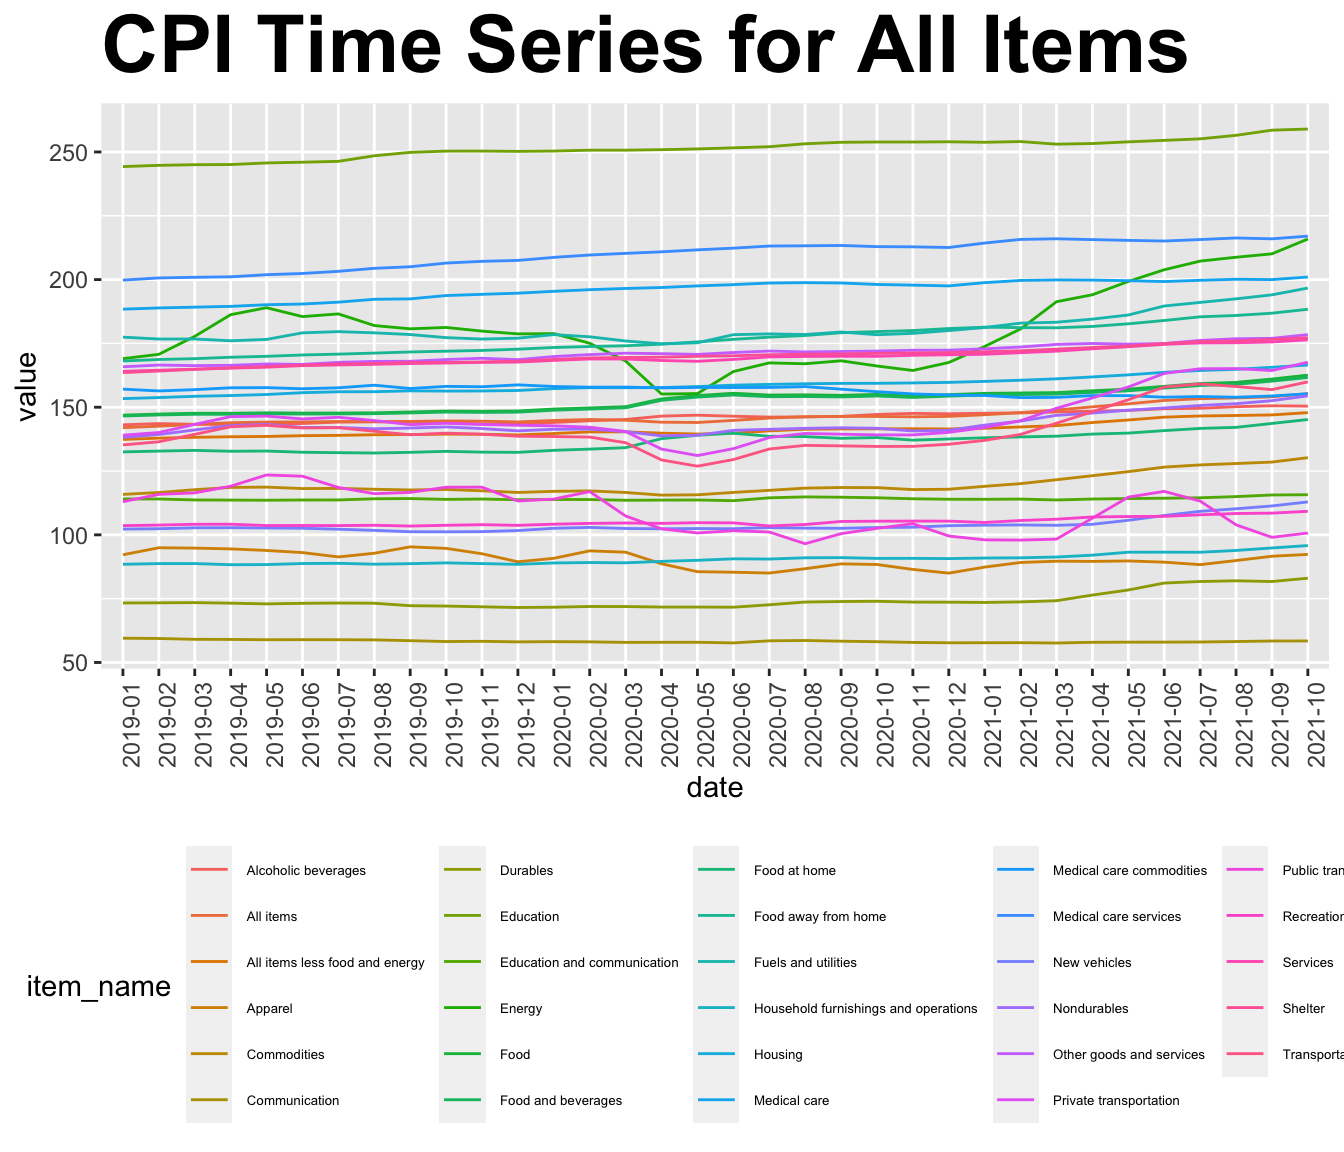 CPI Time Series for All Items
value
250
200
150
100
50
2019-01
2019-02
2019-03
2019-04
2019-05
2019-06
2019-07
2019-08
2019-09
2019-10
2019-11
2019-12
2020-01
2020-02
2020-03
2020-04
2020-05
2020-06
2020-07
2020-08
2020-09
2020-10
2020-11
2020-12
2021-01
2021-02
2021-03
2021-04
2021-05
2021-06
2021-07
2021-08
2021-09
2021-10
date
item_name
Alcoholic beverages
All items
All items less food and energy
Apparel
Commodities
Communication
Durables
Education
Education and communication
Energy
Food
Food and beverages
Food at home
Food away from home
Fuels and utilities
Household furnishings and operations
Housing
Medical care
Medical care commodities
Medical care services
New vehicles
Nondurables
Other goods and services
Private transportation
Public tran
Recreation
Services
Shelter
Transporta